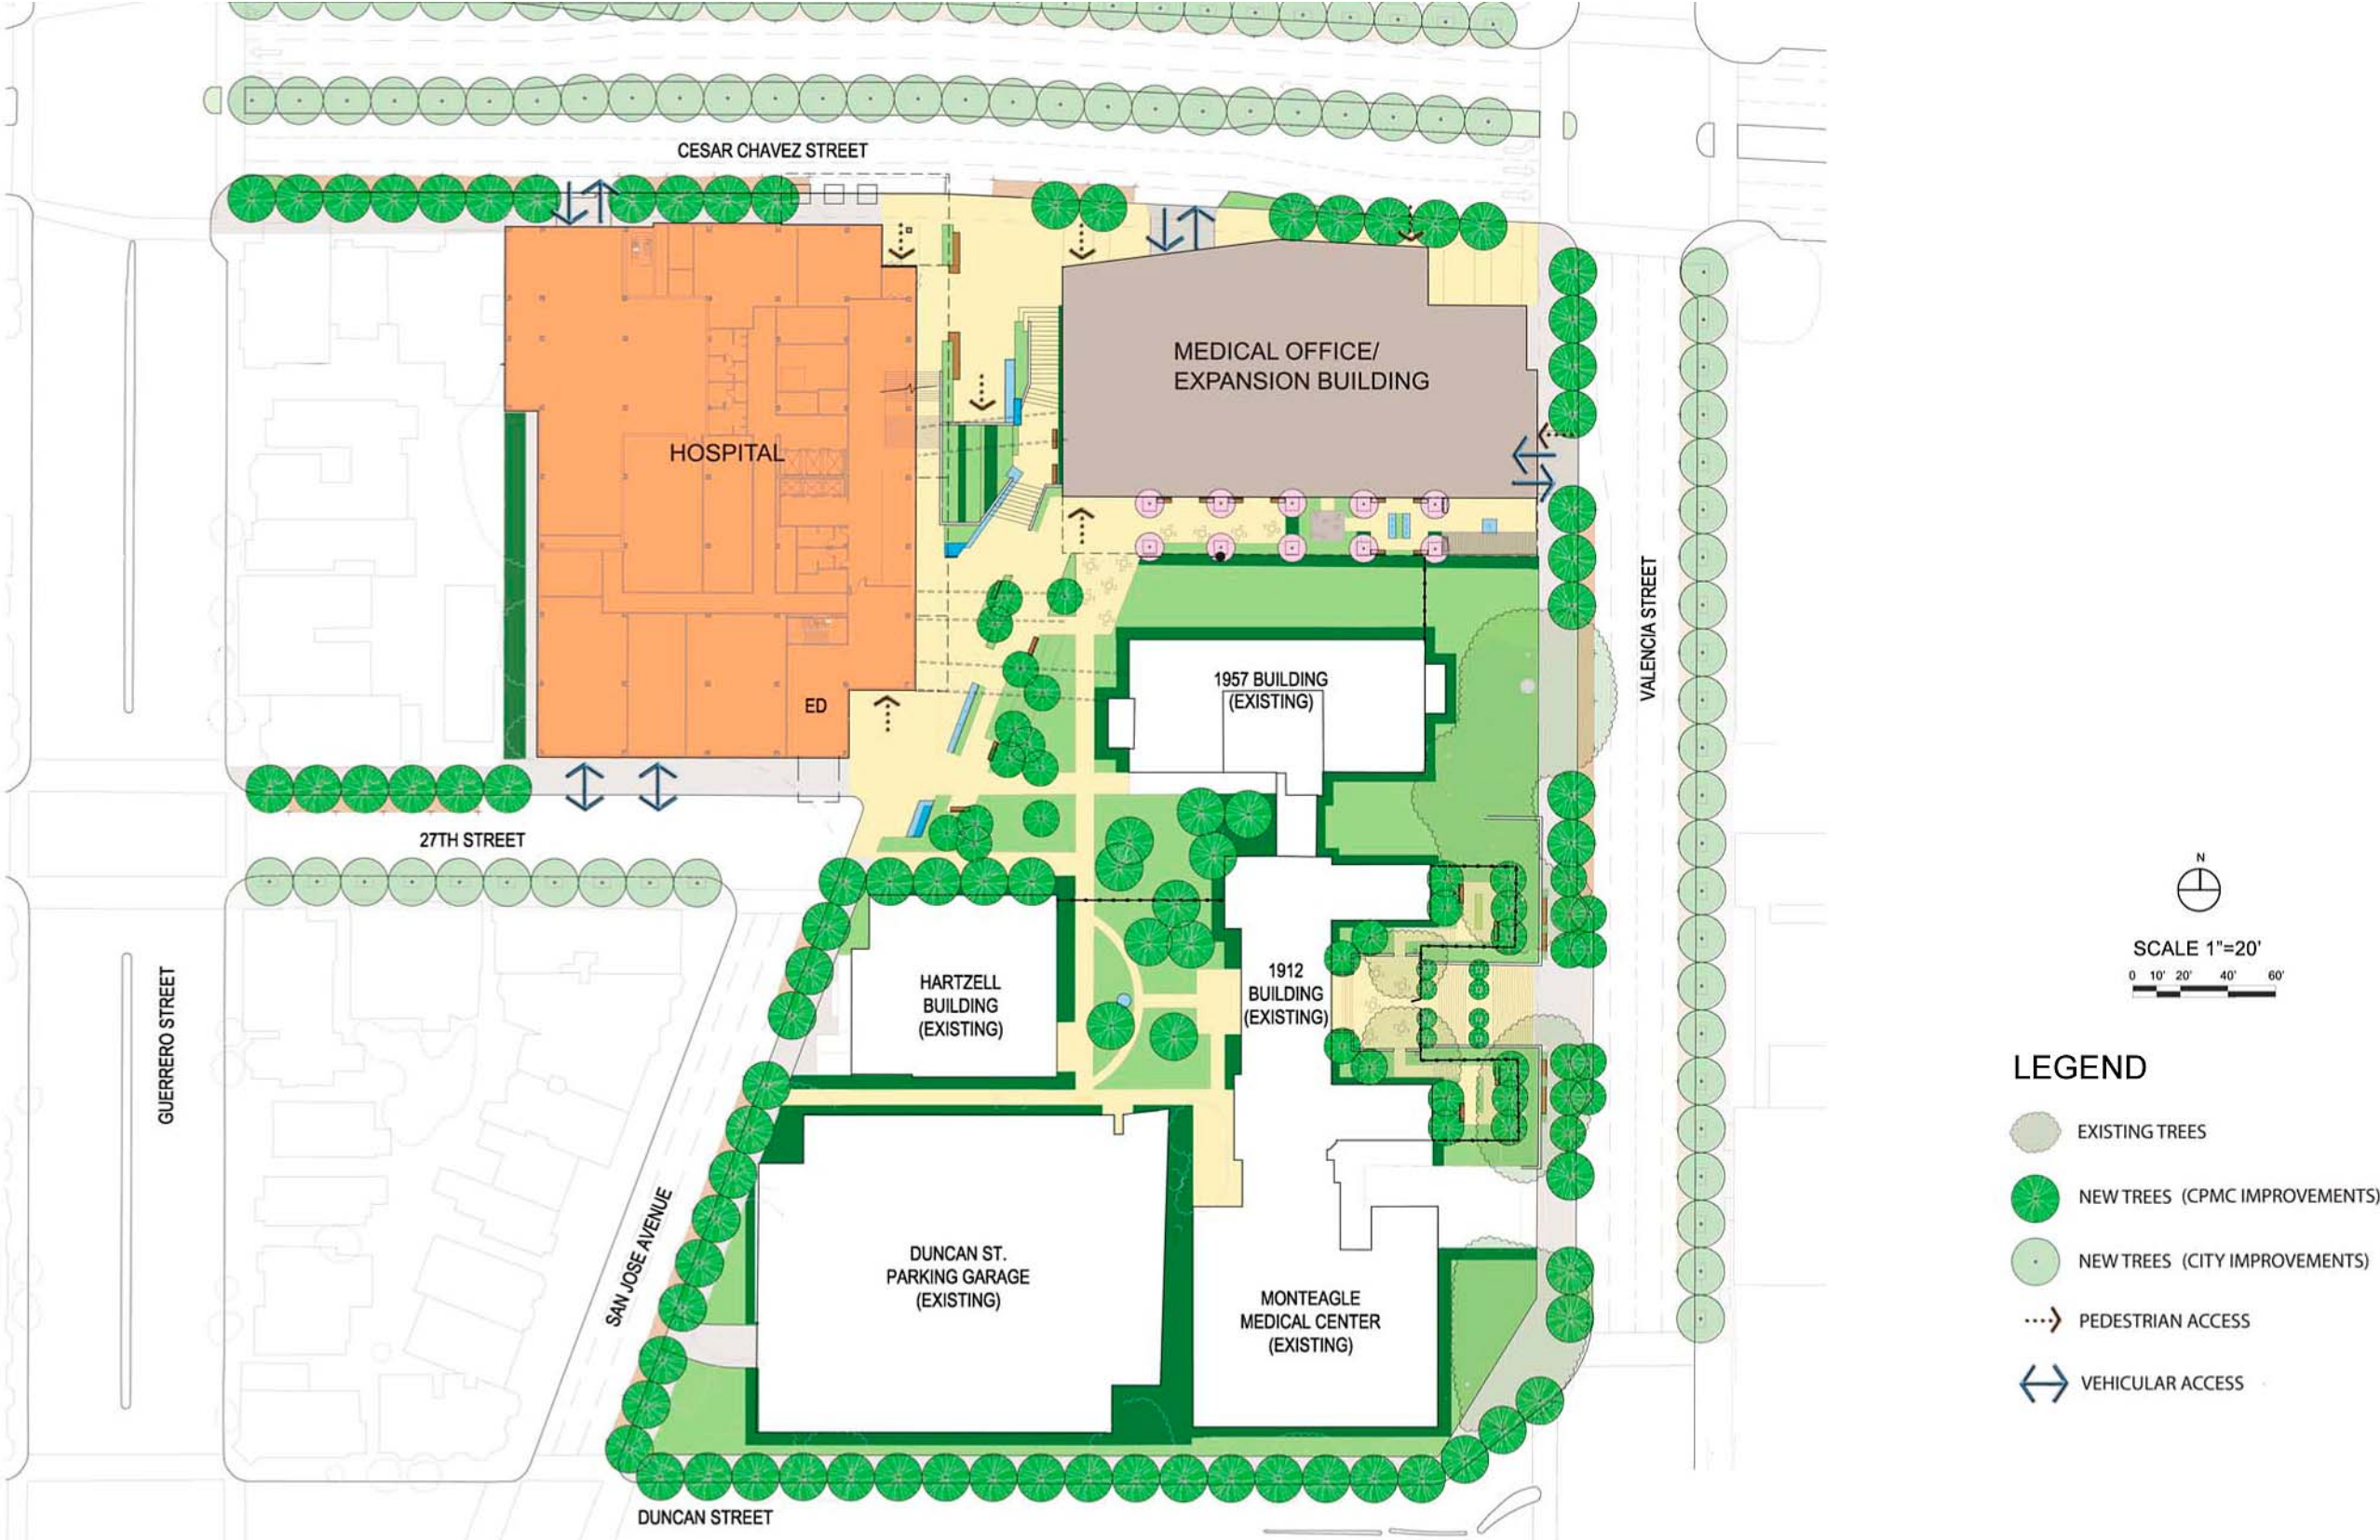 CESAR CHAVEZ STREET
MEDICAL OFFICE/
EXPANSION BUILDING
HOSPITAL
VALENCIA STREET
1957 BUILDING
(EXISTING)
ED
27TH STREET
GUERRERO STREET
HARTZELL
BUILDING
(EXISTING)
1912
BUILDING
(EXISTING)
SAN JOSE AVENUE
DUNCAN ST.
PARKING GARAGE
(EXISTING)
MONTEAGLE
MEDICAL CENTER
(EXISTING)
DUNCAN STREET
N
SCALE 1"=20'
0 10' 20' 40' 60'
LEGEND
EXISTING TREES
NEW TREES (CPMC IMPROVEMENTS)
NEW TREES (CITY IMPROVEMENTS)
PEDESTRIAN ACCESS
VEHICULAR ACCESS